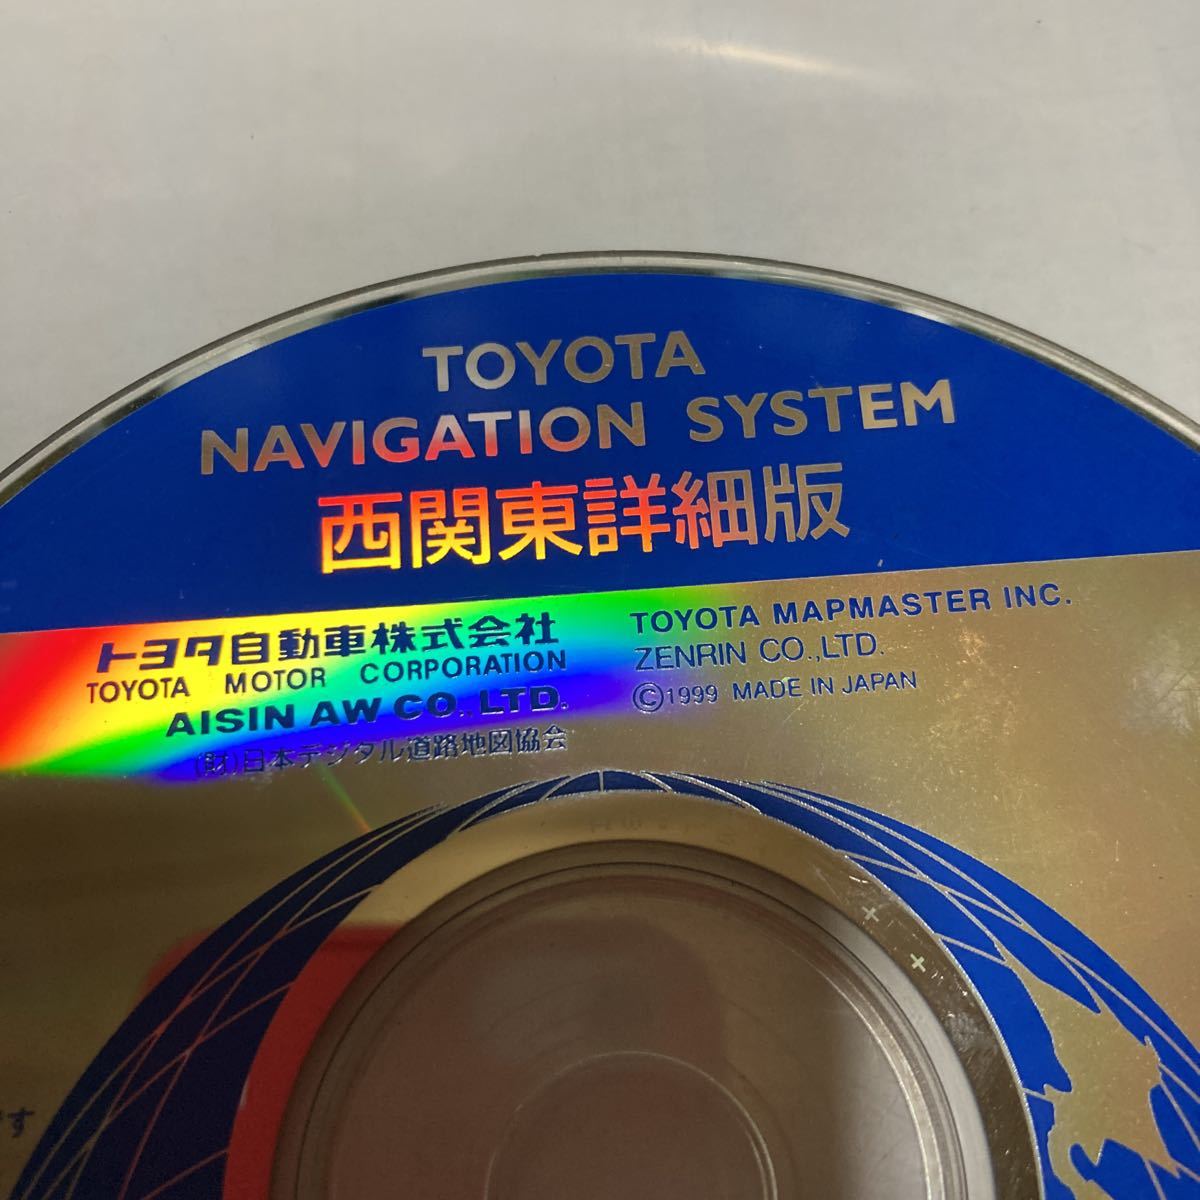 TOYOTA
NAVIGATION SYSTEM
西関東詳細版
トヨタ自動車株式会社
TOYOTA MOTOR CORPORATION
AISIN AW CO.,LTD.
(財)日本デジタル道路地図協会
TOYOTA MAPMASTER INC.
ZENRIN CO.,LTD.
©1999 MADE IN JAPAN
です